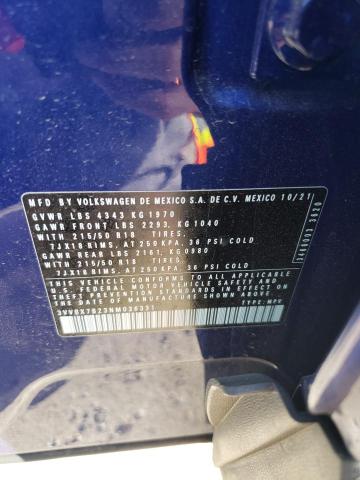 MFD BY VOLKSWAGEN DE MEXICO S.A. DE C.V. MEXICO 10/21
GVWR LBS 4343 KG 1970
GAWR FRONT LBS 2293, KG 1040
WITH 215/50 R18 TIRES,
7JX18 RIMS, AT 250 KPA, 36 PSI COLD
GAWR REAR LBS 2161, KG 0980
WITH 215/50 R18 TIRES,
7JX18 RIMS, AT 250 KPA, 36 PSI COLD
THIS VEHICLE CONFORMS TO ALL APPLICABLE
U.S. FEDERAL MOTOR VEHICLE SAFETY AND
THEFT PREVENTION STANDARDS IN EFFECT ON
THE DATE OF MANUFACTURE SHOWN ABOVE.
TYPE: MPV